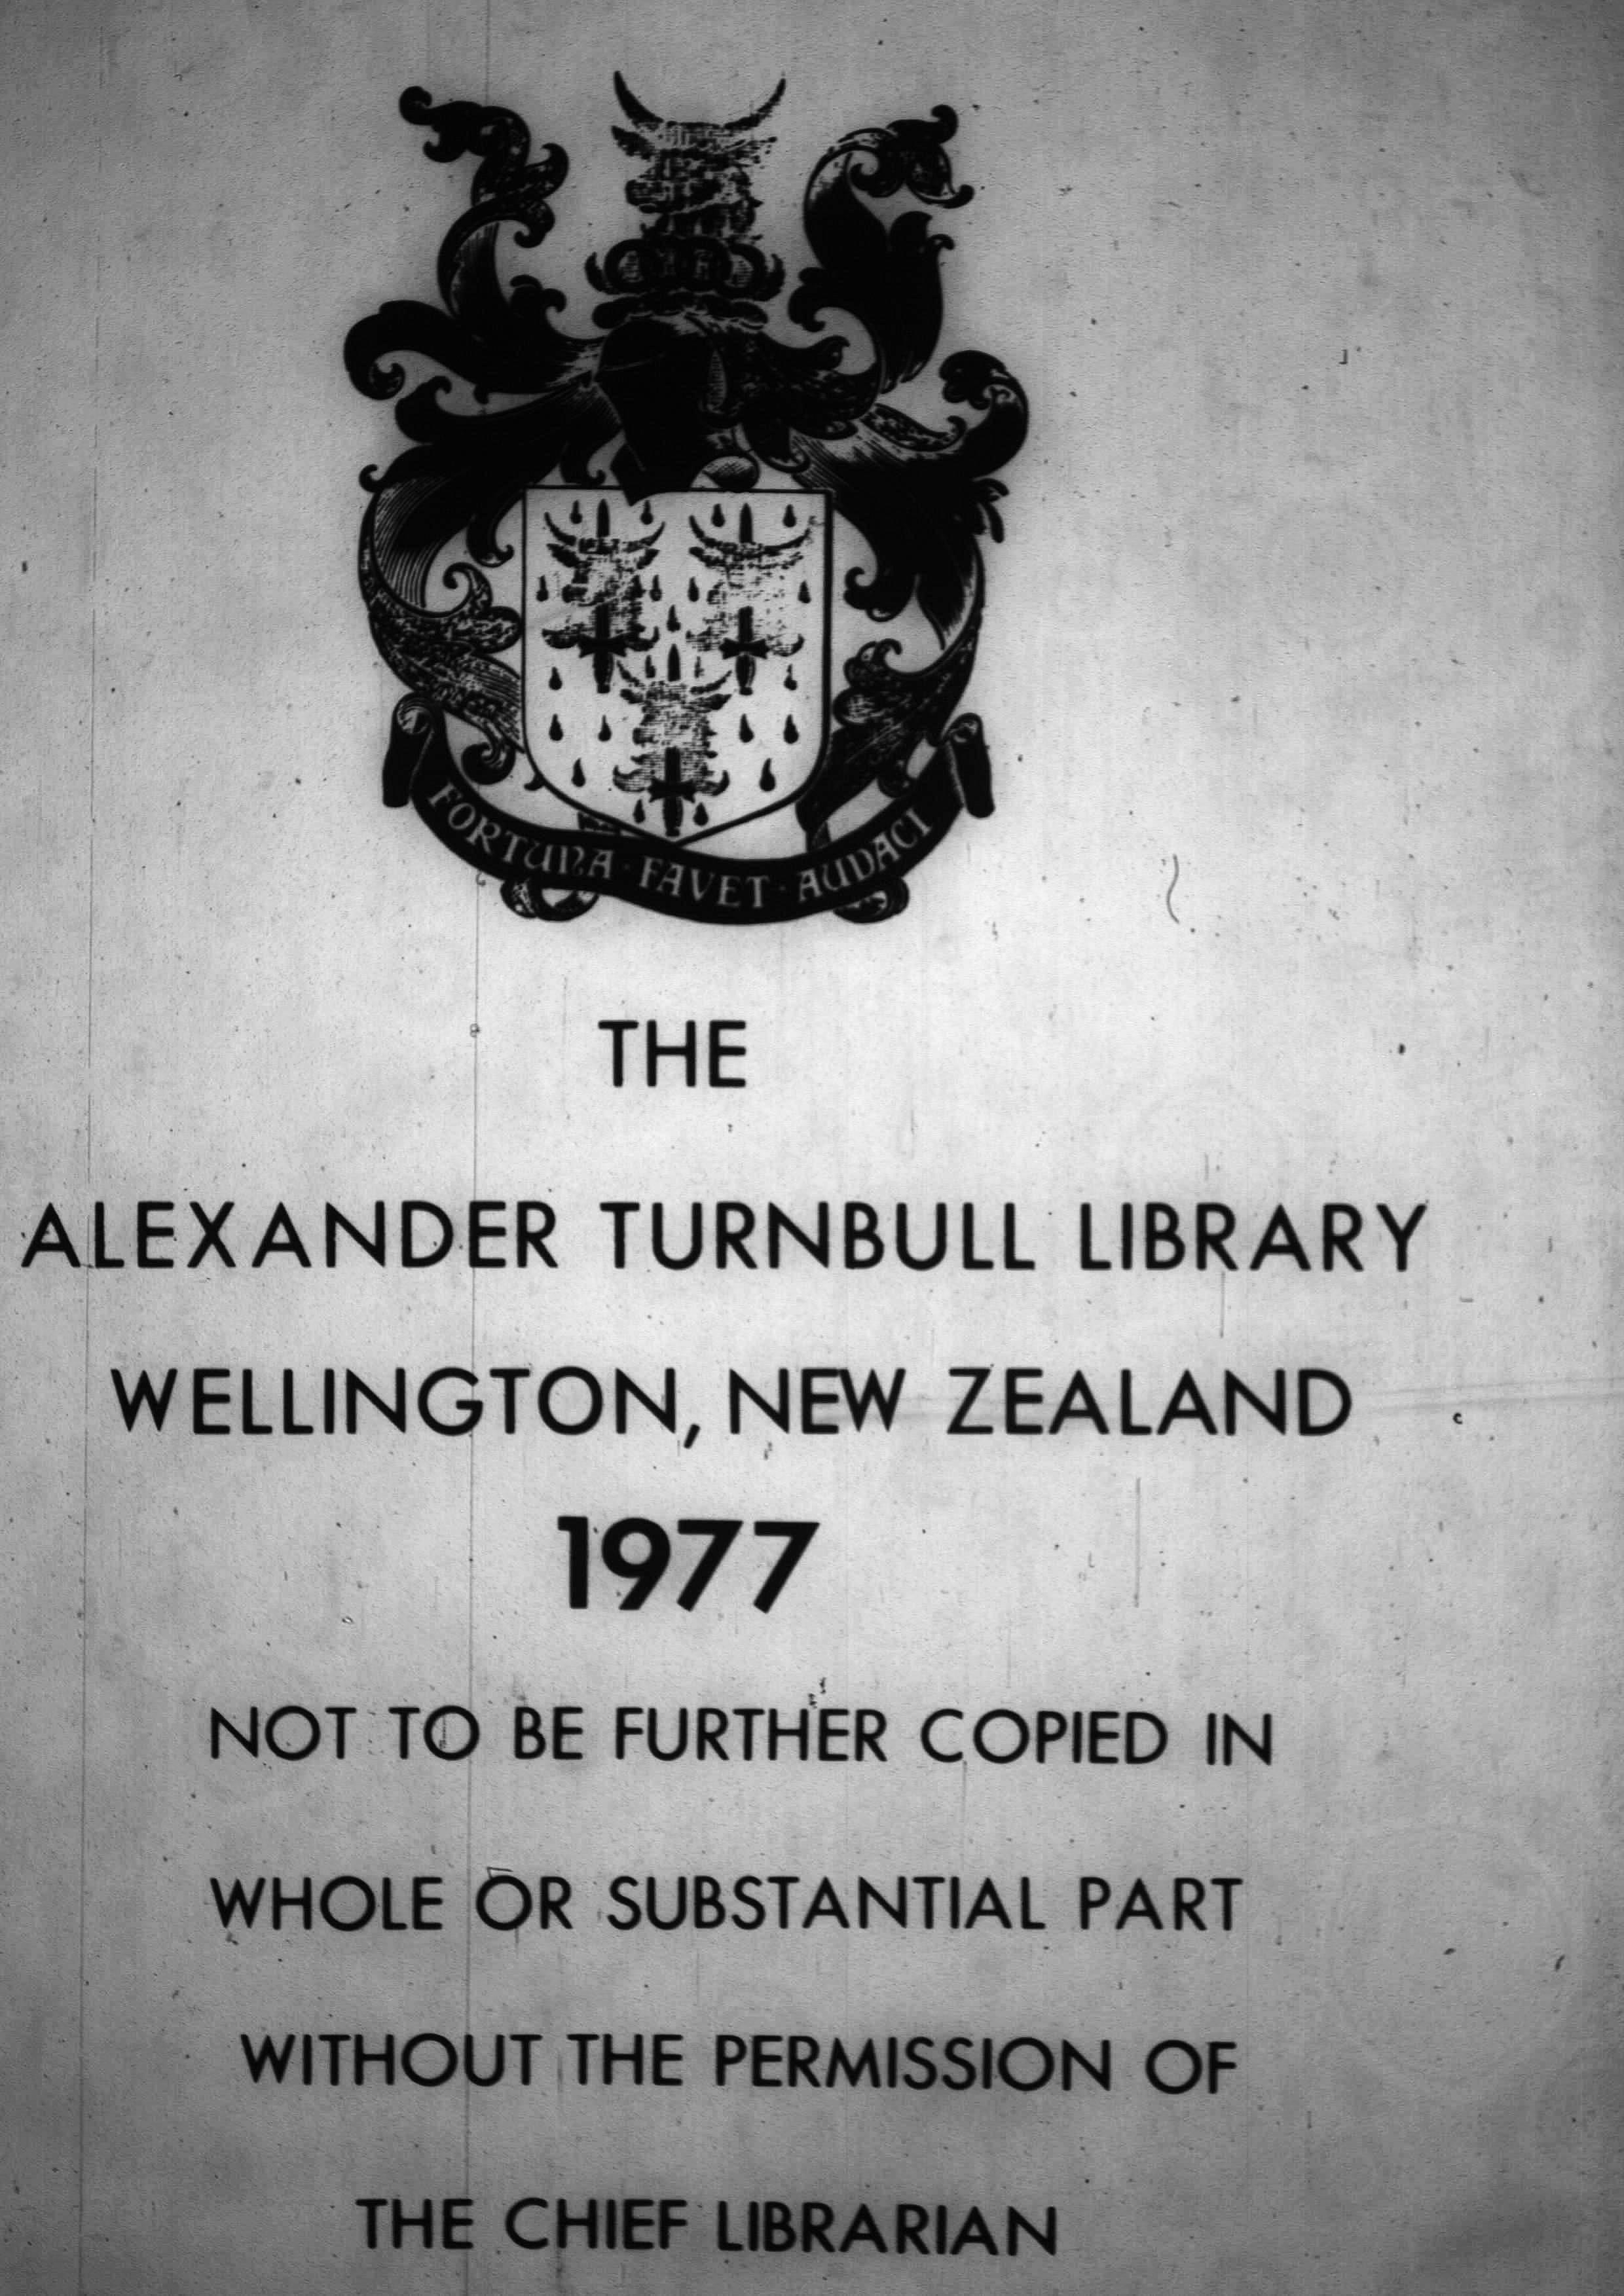 FORTUNA · FAVET · AUDACI
THE
ALEXANDER TURNBULL LIBRARY
WELLINGTON, NEW ZEALAND
1977
NOT TO BE FURTHER COPIED IN
WHOLE OR SUBSTANTIAL PART
WITHOUT THE PERMISSION OF
THE CHIEF LIBRARIAN